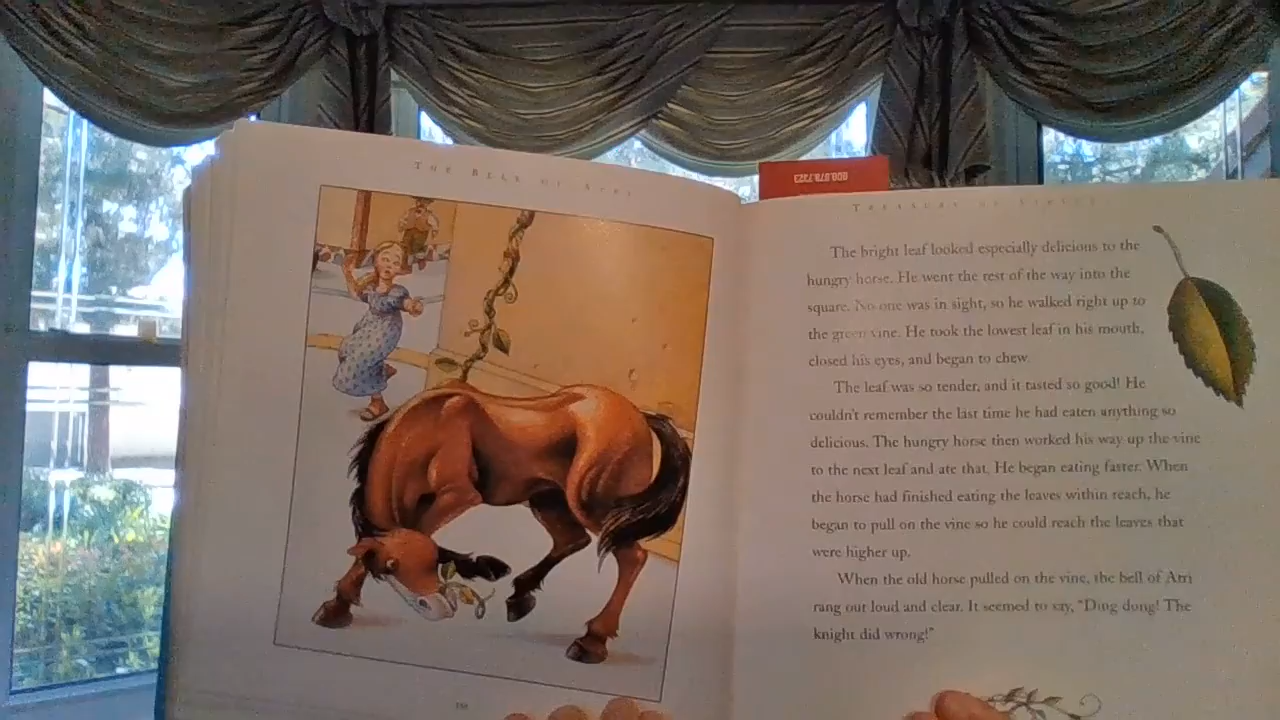 THE BELL OF ATRI
808.078.7323
The bright leaf looked especially delicious to the
hungry horse. He went the rest of the way into the
square. No one was in sight, so he walked right up to
the green vine. He took the lowest leaf in his mouth,
closed his eyes, and began to chew.
The leaf was so tender, and it tasted so good! He
couldn't remember the last time he had eaten anything so
delicious. The hungry horse then worked his way up the vine
to the next leaf and ate that. He began eating faster. When
the horse had finished eating the leaves within reach, he
began to pull on the vine so he could reach the leaves that
were higher up.
When the old horse pulled on the vine, the bell of Atri
rang out loud and clear. It seemed to say, "Ding dong! The
knight did wrong!"